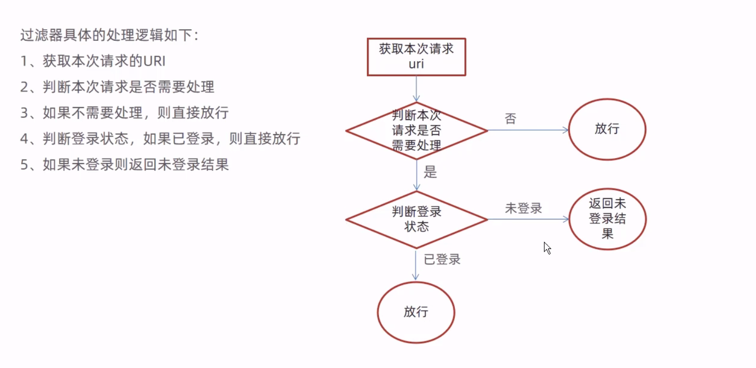 过滤器具体的处理逻辑如下：
1、获取本次请求的URI
2、判断本次请求是否需要处理
3、如果不需要处理，则直接放行
4、判断登录状态，如果已登录，则直接放行
5、如果未登录则返回未登录结果
获取本次请求
uri
判断本次
请求是否
需要处理
否
放行
是
判断登录
状态
未登录
返回未
登录结
果
已登录
放行